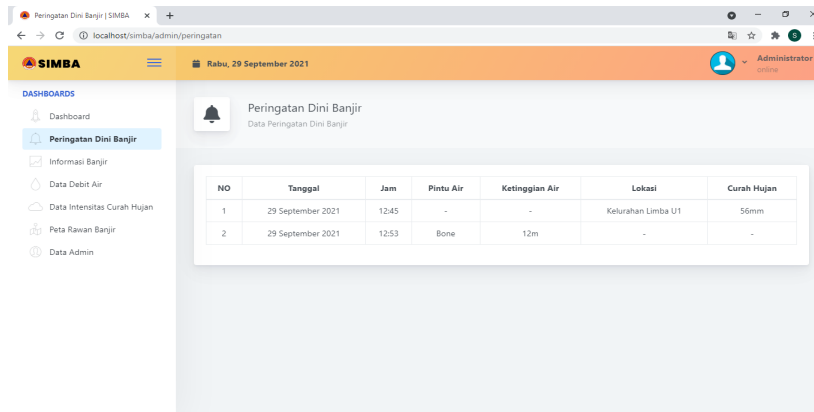 Peringatan Dini Banjir | SIMBA
localhost/simba/admin/peringatan
S
SIMBA
Rabu, 29 September 2021
Administrator
online
DASHBOARDS
Dashboard
Peringatan Dini Banjir
Informasi Banjir
Data Debit Air
Data Intensitas Curah Hujan
Peta Rawan Banjir
Data Admin
Peringatan Dini Banjir
Data Peringatan Dini Banjir
NO Tanggal Jam Pintu Air Ketinggian Air Lokasi Curah Hujan
1 29 September 2021 12:45 - - Kelurahan Limba U1 56mm
2 29 September 2021 12:53 Bone 12m - -